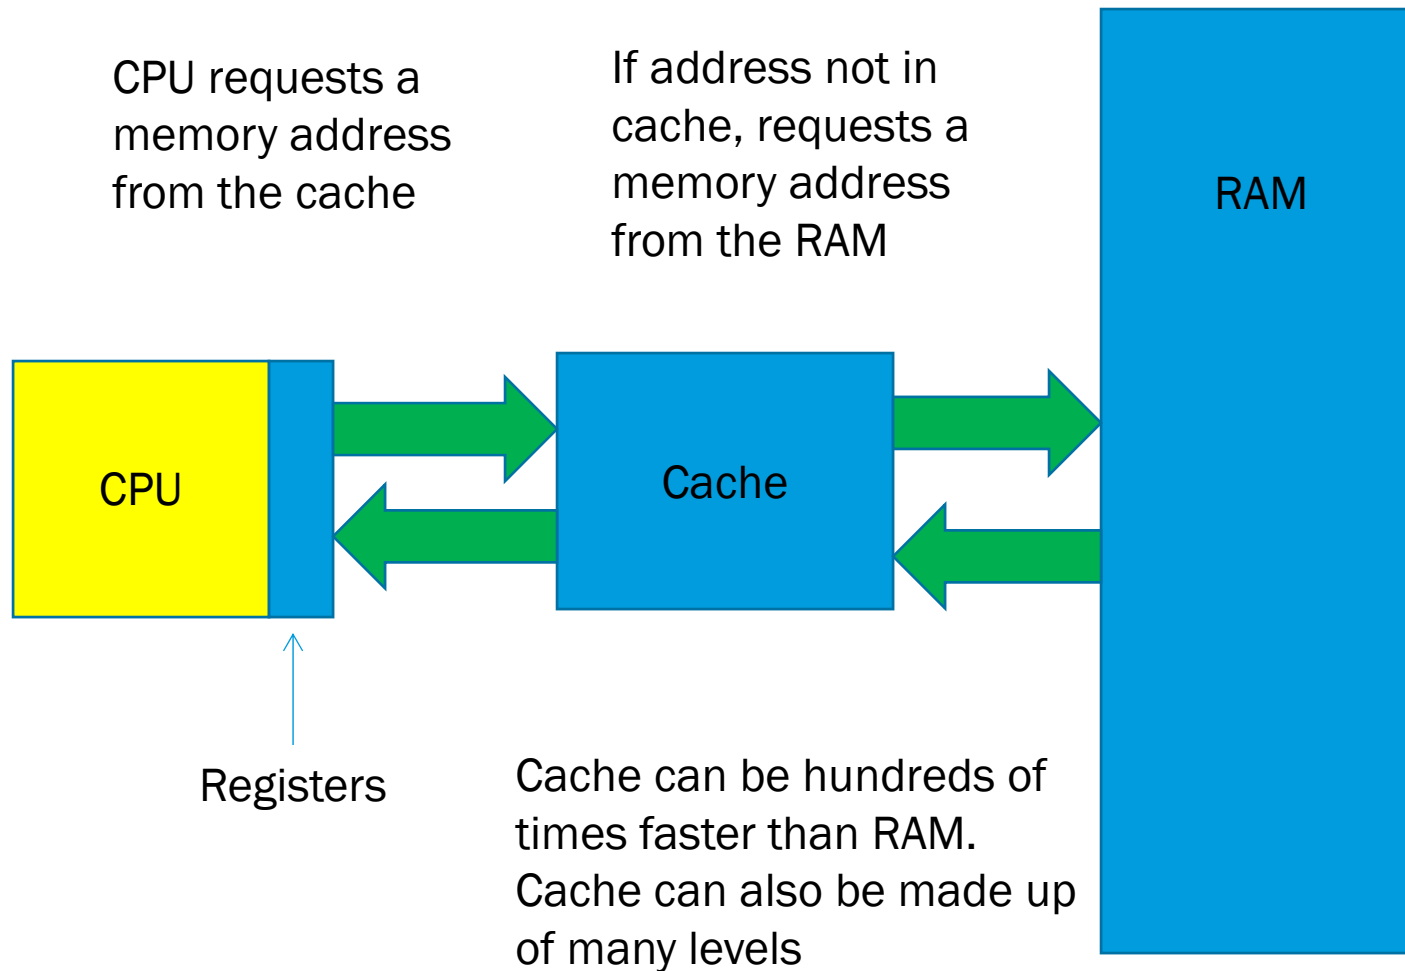 CPU requests a
memory address
from the cache
If address not in
cache, requests a
memory address
from the RAM
RAM
CPU
Cache
Registers
Cache can be hundreds of
times faster than RAM.
Cache can also be made up
of many levels